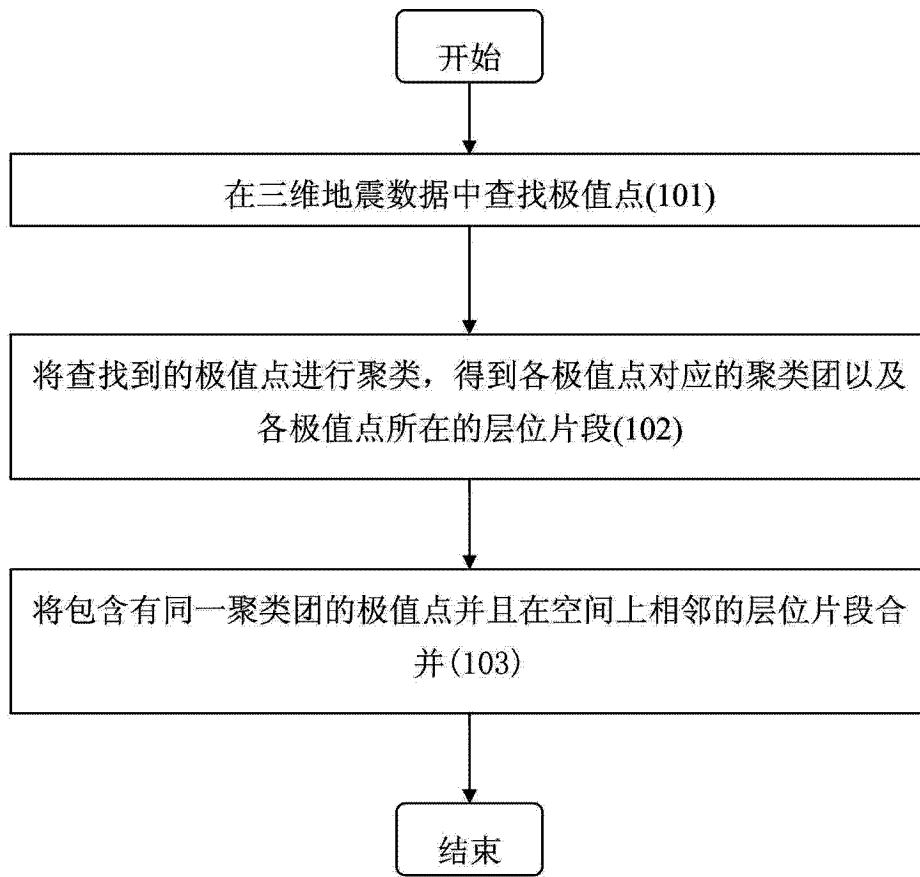 开始
在三维地震数据中查找极值点(101)
将查找到的极值点进行聚类，得到各极值点对应的聚类团以及
各极值点所在的层位片段(102)
将包含有同一聚类团的极值点并且在空间上相邻的层位片段合
并(103)
结束